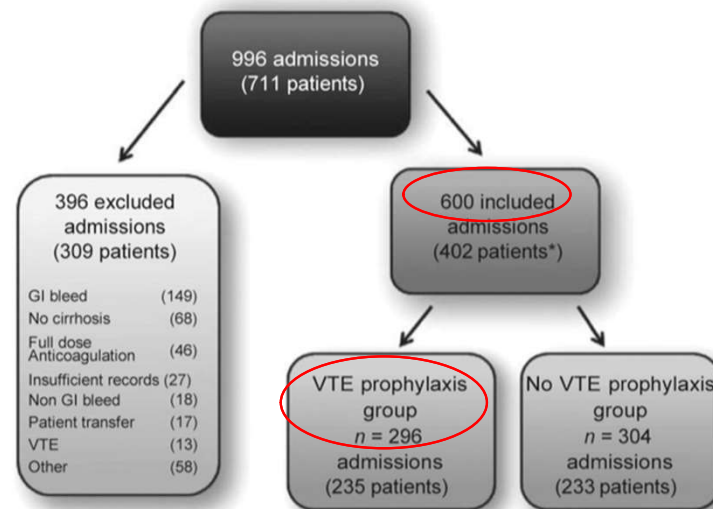 996 admissions
(711 patients)
396 excluded
admissions
(309 patients)
GI bleed (149)
No cirrhosis (68)
Full dose
Anticoagulation (46)
Insufficient records (27)
Non GI bleed (18)
Patient transfer (17)
VTE (13)
Other (58)
600 included
admissions
(402 patients*)
VTE prophylaxis
group
n = 296
admissions
(235 patients)
No VTE prophylaxis
group
n = 304
admissions
(233 patients)